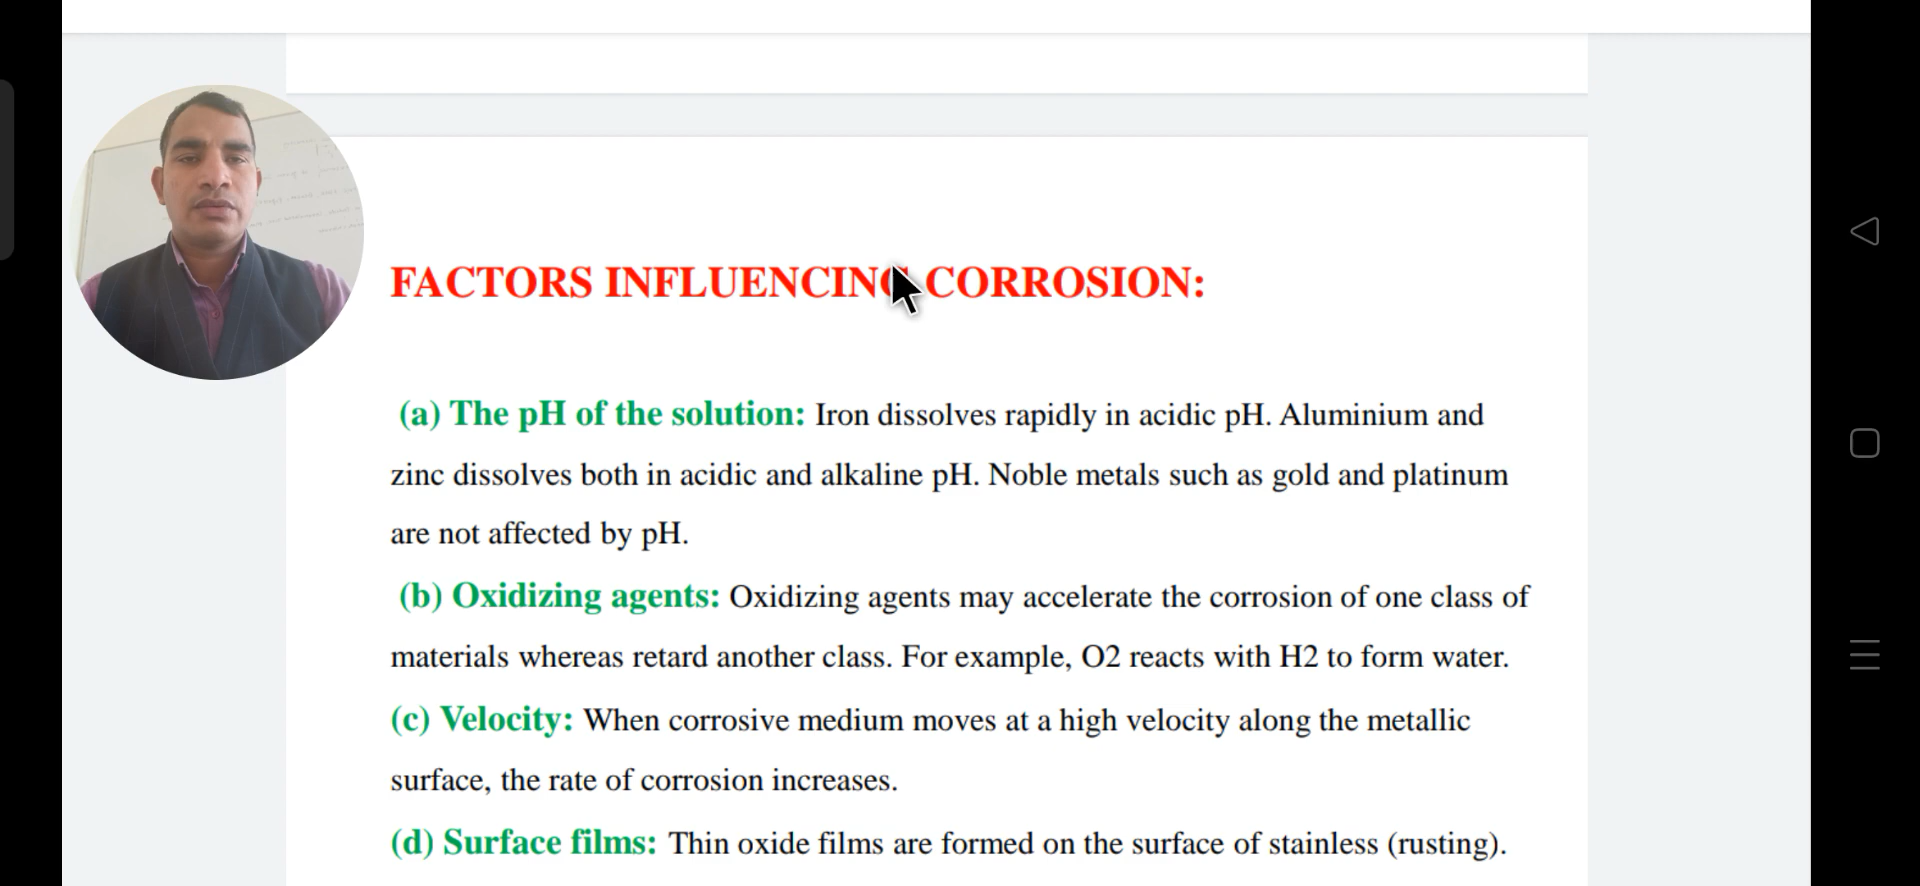 FACTORS INFLUENCING CORROSION:
(a) The pH of the solution: Iron dissolves rapidly in acidic pH. Aluminium and
zinc dissolves both in acidic and alkaline pH. Noble metals such as gold and platinum
are not affected by pH.
(b) Oxidizing agents: Oxidizing agents may accelerate the corrosion of one class of
materials whereas retard another class. For example, O2 reacts with H2 to form water.
(c) Velocity: When corrosive medium moves at a high velocity along the metallic
surface, the rate of corrosion increases.
(d) Surface films: Thin oxide films are formed on the surface of stainless (rusting).